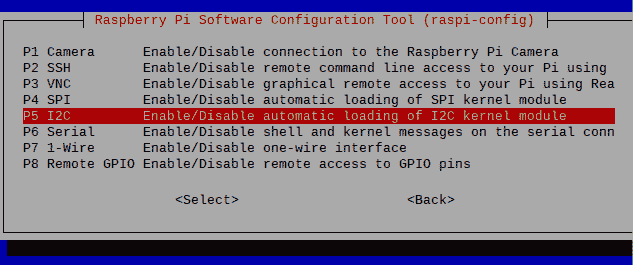 Raspberry Pi Software Configuration Tool (raspi-config)
P1 Camera Enable/Disable connection to the Raspberry Pi Camera
P2 SSH Enable/Disable remote command line access to your Pi using
P3 VNC Enable/Disable graphical remote access to your Pi using Rea
P4 SPI Enable/Disable automatic loading of SPI kernel module
P5 I2C Enable/Disable automatic loading of I2C kernel module
P6 Serial Enable/Disable shell and kernel messages on the serial conn
P7 1-Wire Enable/Disable one-wire interface
P8 Remote GPIO Enable/Disable remote access to GPIO pins
<Select> <Back>